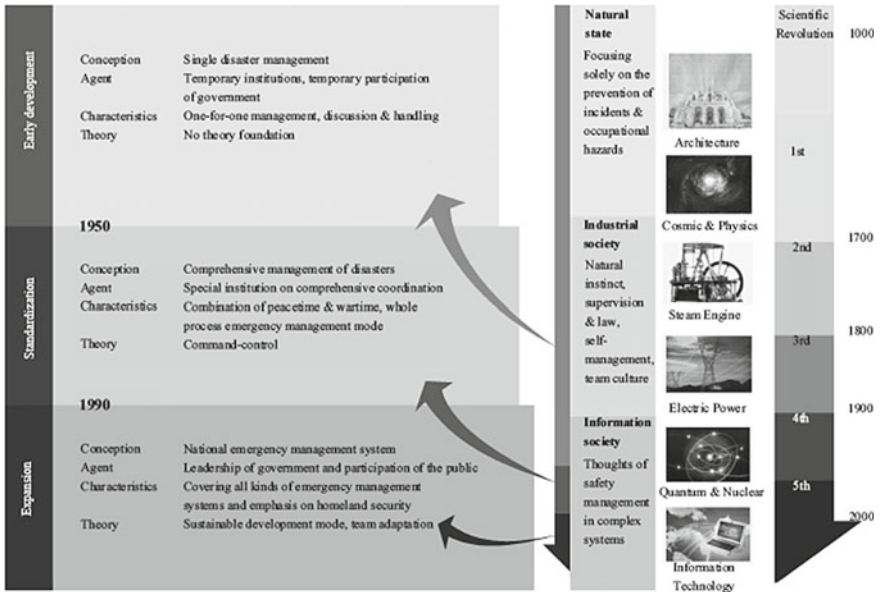 Early development
Conception Single disaster management
Agent Temporary institutions, temporary participation
of government
Characteristics One-for-one management, discussion & handling
Theory No theory foundation
1950
Standardization
Conception Comprehensive management of disasters
Agent Special institution on comprehensive coordination
Characteristics Combination of peacetime & wartime, whole
process emergency management mode
Theory Command-control
1990
Expansion
Conception National emergency management system
Agent Leadership of government and participation of the public
Characteristics Covering all kinds of emergency management
systems and emphasis on homeland security
Theory Sustainable development mode, team adaptation
Natural
state
Focusing
solely on the
prevention of
incidents &
occupational
hazards
Industrial
society
Natural
instinct,
supervision
& law,
self-
management,
team culture
Information
society
Thoughts of
safety
management
in complex
systems
Architecture
Cosmic & Physics
Steam Engine
Electric Power
Quantum & Nuclear
Information
Technology
Scientific
Revolution
1st
2nd
3rd
4th
5th
1000
1700
1800
1900
2000